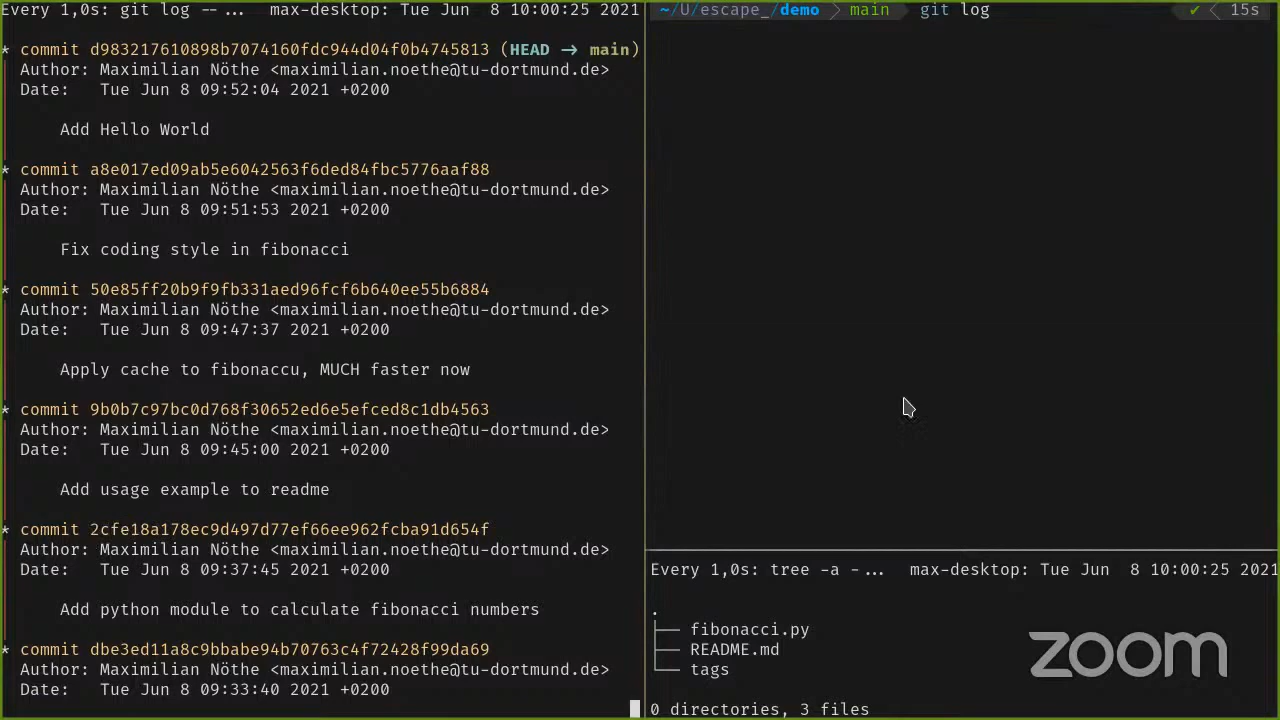 Every 1,0s: git log --... max-desktop: Tue Jun 8 10:00:25 2021
* commit d983217610898b7074160fdc944d04f0b4745813 (HEAD → main)
Author: Maximilian Nöthe <maximilian.noethe@tu-dortmund.de>
Date: Tue Jun 8 09:52:04 2021 +0200
Add Hello World
* commit a8e017ed09ab5e6042563f6ded84fbc5776aaf88
Author: Maximilian Nöthe <maximilian.noethe@tu-dortmund.de>
Date: Tue Jun 8 09:51:53 2021 +0200
Fix coding style in fibonacci
* commit 50e85ff20b9f9fb331aed96fcf6b640ee55b6884
Author: Maximilian Nöthe <maximilian.noethe@tu-dortmund.de>
Date: Tue Jun 8 09:47:37 2021 +0200
Apply cache to fibonaccu, MUCH faster now
* commit 9b0b7c97bc0d768f30652ed6e5efced8c1db4563
Author: Maximilian Nöthe <maximilian.noethe@tu-dortmund.de>
Date: Tue Jun 8 09:45:00 2021 +0200
Add usage example to readme
* commit 2cfe18a178ec9d497d77ef66ee962fcba91d654f
Author: Maximilian Nöthe <maximilian.noethe@tu-dortmund.de>
Date: Tue Jun 8 09:37:45 2021 +0200
Add python module to calculate fibonacci numbers
* commit dbe3ed11a8c9bbabe94b70763c4f72428f99da69
Author: Maximilian Nöthe <maximilian.noethe@tu-dortmund.de>
Date: Tue Jun 8 09:33:40 2021 +0200
~/U/escape_/demo main git log ✔ 15s
Every 1,0s: tree -a -... max-desktop: Tue Jun 8 10:00:25 2021
.
├── fibonacci.py
├── README.md
└── tags
0 directories, 3 files
zoom